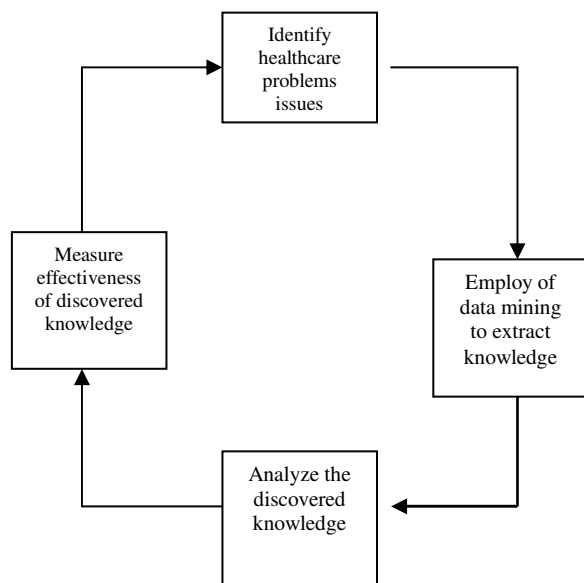 Identify
healthcare
problems
issues
Employ of
data mining
to extract
knowledge
Analyze the
discovered
knowledge
Measure
effectiveness
of discovered
knowledge